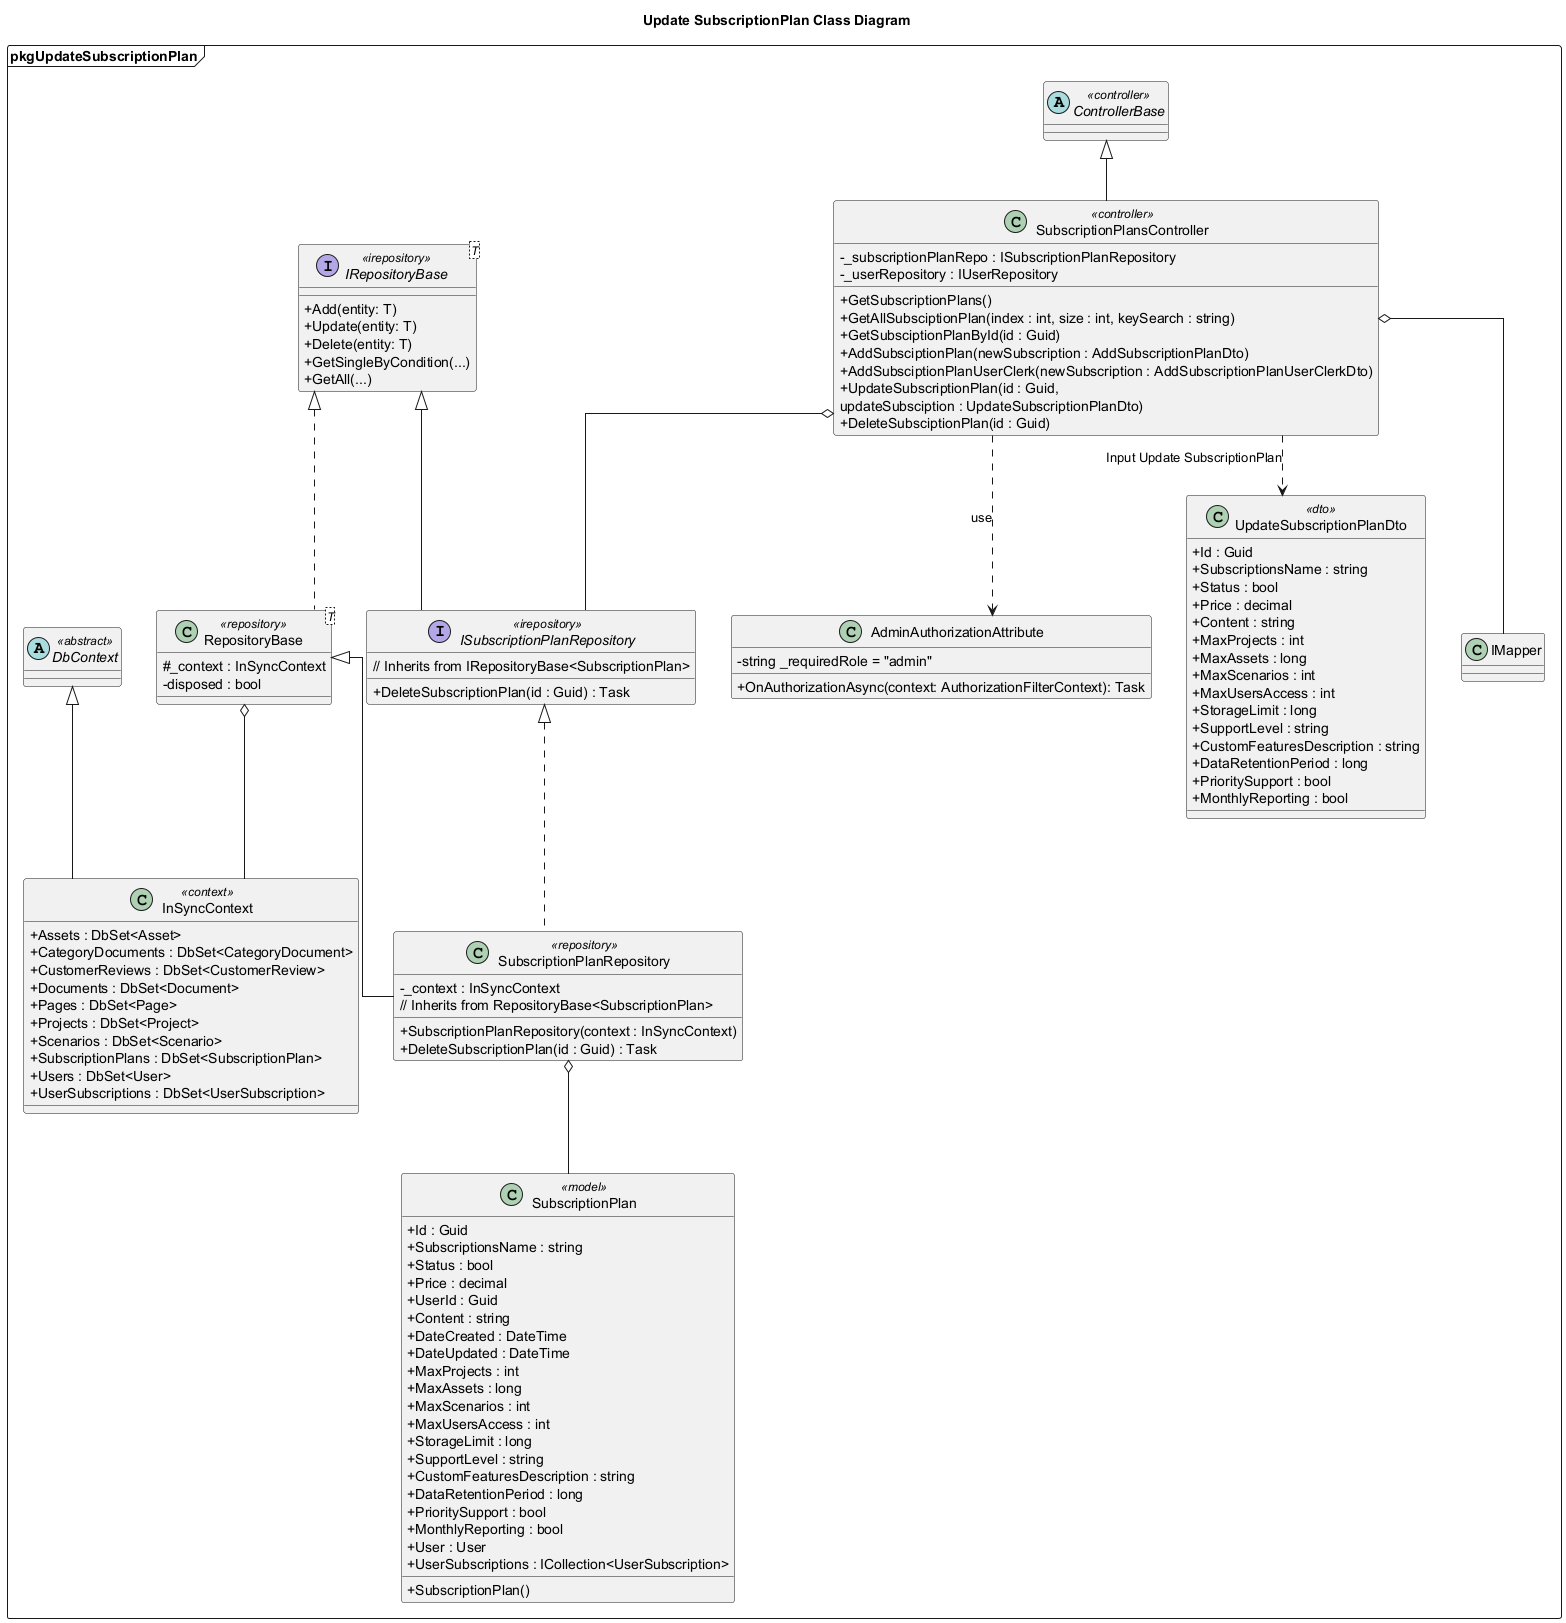 Update SubscriptionPlan Class Diagram
pkgUpdateSubscriptionPlan
A
«controller»
ControllerBase
C
«controller»
SubscriptionPlansController
-_subscriptionPlanRepo : ISubscriptionPlanRepository
-_userRepository : IUserRepository
+GetSubscriptionPlans()
+GetAllSubsciptionPlan(index : int, size : int, keySearch : string)
+GetSubsciptionPlanById(id : Guid)
+AddSubsciptionPlan(newSubscription : AddSubscriptionPlanDto)
+AddSubsciptionPlanUserClerk(newSubscription : AddSubscriptionPlanUserClerkDto)
+UpdateSubscriptionPlan(id : Guid,
updateSubsciption : UpdateSubscriptionPlanDto)
+DeleteSubsciptionPlan(id : Guid)
T
I
«irepository»
IRepositoryBase
+Add(entity: T)
+Update(entity: T)
+Delete(entity: T)
+GetSingleByCondition(...)
+GetAll(...)
Input Update SubscriptionPlan
use
C
«dto»
UpdateSubscriptionPlanDto
+Id : Guid
+SubscriptionsName : string
+Status : bool
+Price : decimal
+Content : string
+MaxProjects : int
+MaxAssets : long
+MaxScenarios : int
+MaxUsersAccess : int
+StorageLimit : long
+SupportLevel : string
+CustomFeaturesDescription : string
+DataRetentionPeriod : long
+PrioritySupport : bool
+MonthlyReporting : bool
A
«abstract»
DbContext
T
C
«repository»
RepositoryBase
#_context : InSyncContext
-disposed : bool
I
«irepository»
ISubscriptionPlanRepository
// Inherits from IRepositoryBase<SubscriptionPlan>
+DeleteSubscriptionPlan(id : Guid) : Task
C
AdminAuthorizationAttribute
-string _requiredRole = "admin"
+OnAuthorizationAsync(context: AuthorizationFilterContext): Task
C
IMapper
C
«context»
InSyncContext
+Assets : DbSet<Asset>
+CategoryDocuments : DbSet<CategoryDocument>
+CustomerReviews : DbSet<CustomerReview>
+Documents : DbSet<Document>
+Pages : DbSet<Page>
+Projects : DbSet<Project>
+Scenarios : DbSet<Scenario>
+SubscriptionPlans : DbSet<SubscriptionPlan>
+Users : DbSet<User>
+UserSubscriptions : DbSet<UserSubscription>
C
«repository»
SubscriptionPlanRepository
-_context : InSyncContext
// Inherits from RepositoryBase<SubscriptionPlan>
+SubscriptionPlanRepository(context : InSyncContext)
+DeleteSubscriptionPlan(id : Guid) : Task
C
«model»
SubscriptionPlan
+Id : Guid
+SubscriptionsName : string
+Status : bool
+Price : decimal
+UserId : Guid
+Content : string
+DateCreated : DateTime
+DateUpdated : DateTime
+MaxProjects : int
+MaxAssets : long
+MaxScenarios : int
+MaxUsersAccess : int
+StorageLimit : long
+SupportLevel : string
+CustomFeaturesDescription : string
+DataRetentionPeriod : long
+PrioritySupport : bool
+MonthlyReporting : bool
+User : User
+UserSubscriptions : ICollection<UserSubscription>
+SubscriptionPlan()